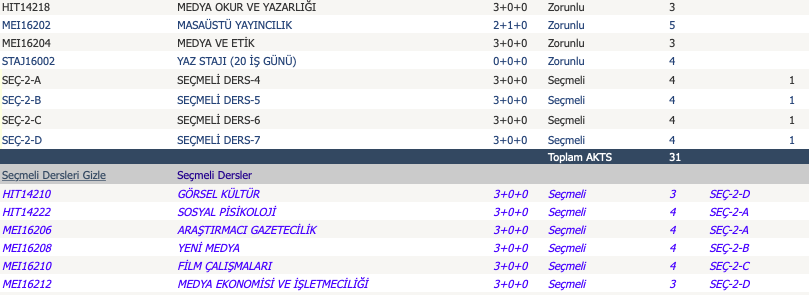 HIT14218 MEDYA OKUR VE YAZARLIĞI 3+0+0 Zorunlu 3
MEI16202 MASAÜSTÜ YAYINCILIK 2+1+0 Zorunlu 5
MEI16204 MEDYA VE ETİK 3+0+0 Zorunlu 3
STAJ16002 YAZ STAJI (20 İŞ GÜNÜ) 0+0+0 Zorunlu 4
SEÇ-2-A SEÇMELİ DERS-4 3+0+0 Seçmeli 4 1
SEÇ-2-B SEÇMELİ DERS-5 3+0+0 Seçmeli 4 1
SEÇ-2-C SEÇMELİ DERS-6 3+0+0 Seçmeli 4 1
SEÇ-2-D SEÇMELİ DERS-7 3+0+0 Seçmeli 4 1
Toplam AKTS 31
Seçmeli Dersleri Gizle Seçmeli Dersler
HIT14210 GÖRSEL KÜLTÜR 3+0+0 Seçmeli 3 SEÇ-2-D
HIT14222 SOSYAL PİSİKOLOJİ 3+0+0 Seçmeli 4 SEÇ-2-A
MEI16206 ARAŞTIRMACI GAZETECİLİK 3+0+0 Seçmeli 4 SEÇ-2-A
MEI16208 YENİ MEDYA 3+0+0 Seçmeli 4 SEÇ-2-B
MEI16210 FİLM ÇALIŞMALARI 3+0+0 Seçmeli 4 SEÇ-2-C
MEI16212 MEDYA EKONOMİSİ VE İŞLETMECİLİĞİ 3+0+0 Seçmeli 3 SEÇ-2-D